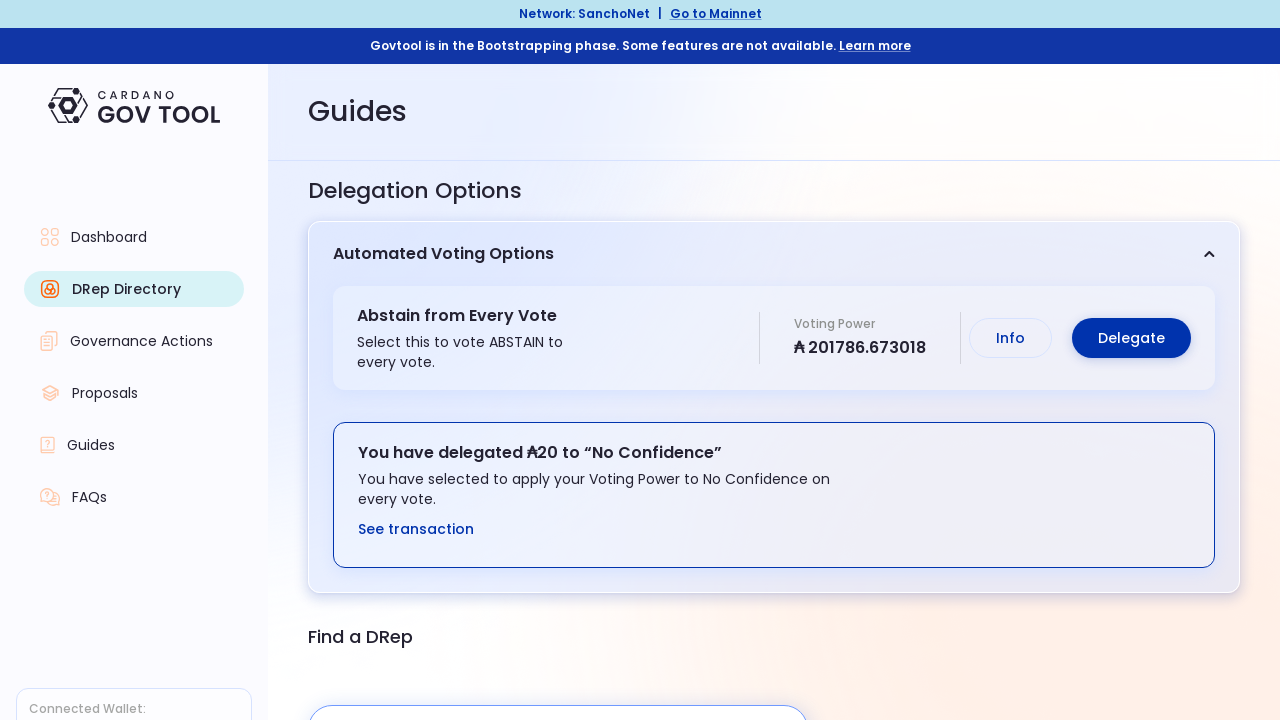 Network: SanchoNet | Go to Mainnet
Govtool is in the Bootstrapping phase. Some features are not available. Learn more
CARDANO
GOV TOOL
Guides
Dashboard
DRep Directory
Governance Actions
Proposals
Guides
FAQs
Connected Wallet:
Delegation Options
Automated Voting Options
Abstain from Every Vote
Select this to vote ABSTAIN to
every vote.
Voting Power
₳ 201786.673018
Info
Delegate
You have delegated ₳20 to “No Confidence”
You have selected to apply your Voting Power to No Confidence on
every vote.
See transaction
Find a DRep